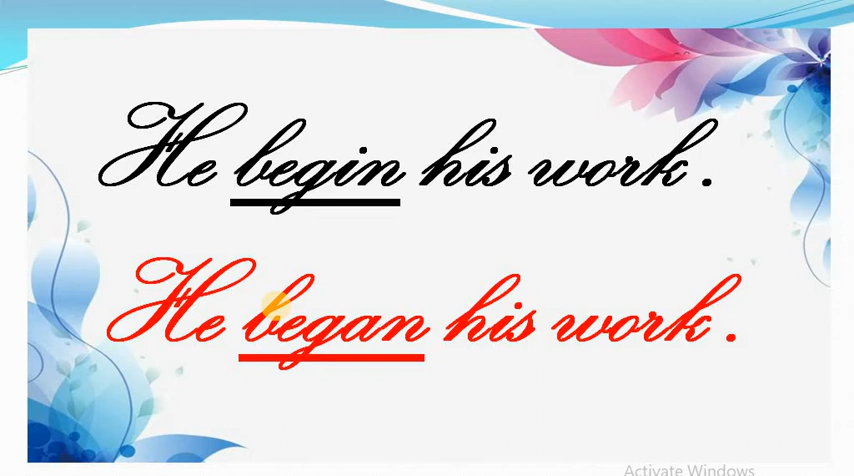 He begin his work.
He began his work.
Activate Windows